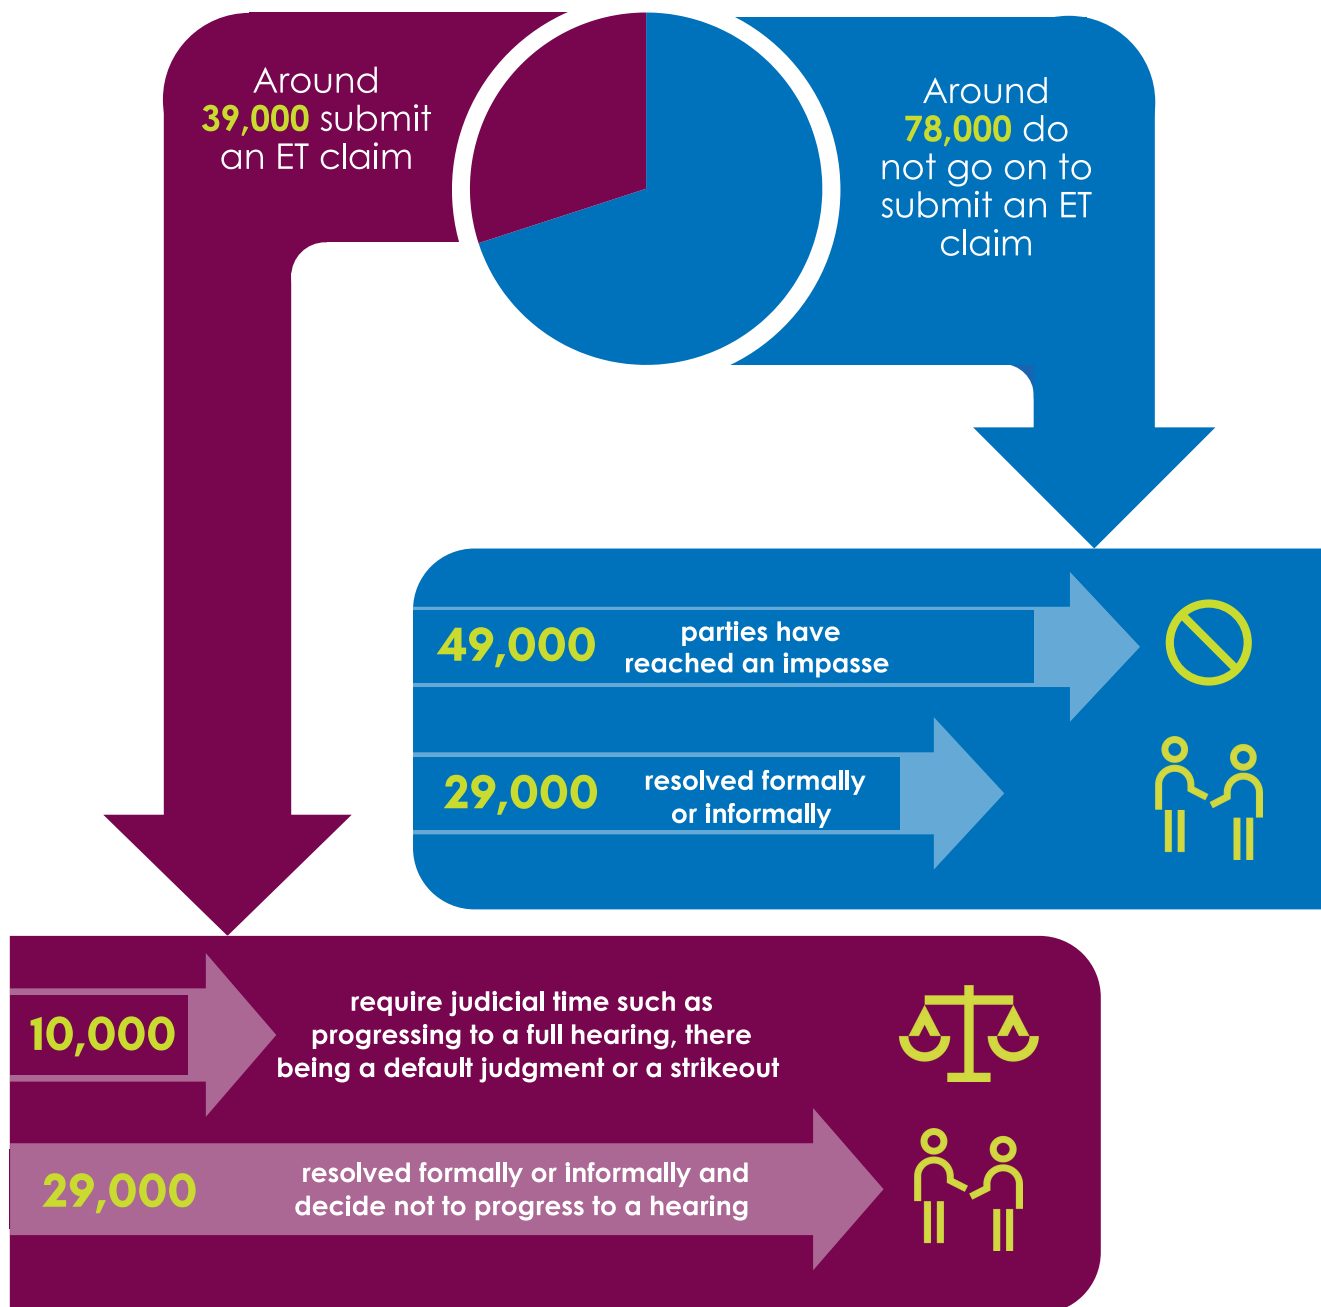 Around
39,000 submit
an ET claim
Around
78,000 do
not go on to
submit an ET
claim
49,000
parties have
reached an impasse
29,000
resolved formally
or informally
10,000
require judicial time such as
progressing to a full hearing, there
being a default judgment or a strikeout
29,000
resolved formally or informally and
decide not to progress to a hearing